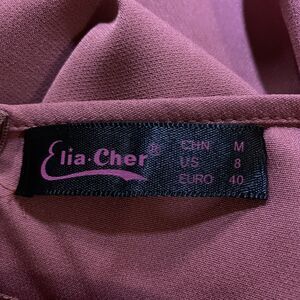 Elia·Cher ®
CHN M
US 8
EURO 40